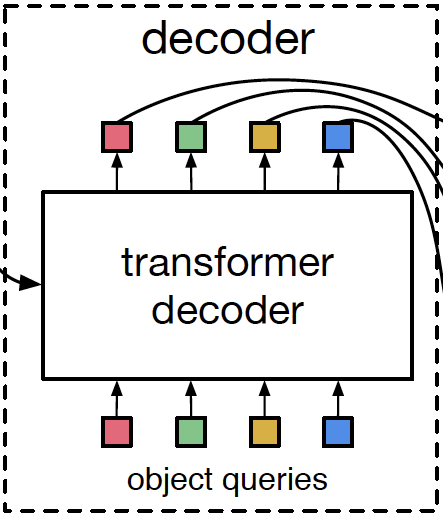 decoder
transformer
decoder
object queries